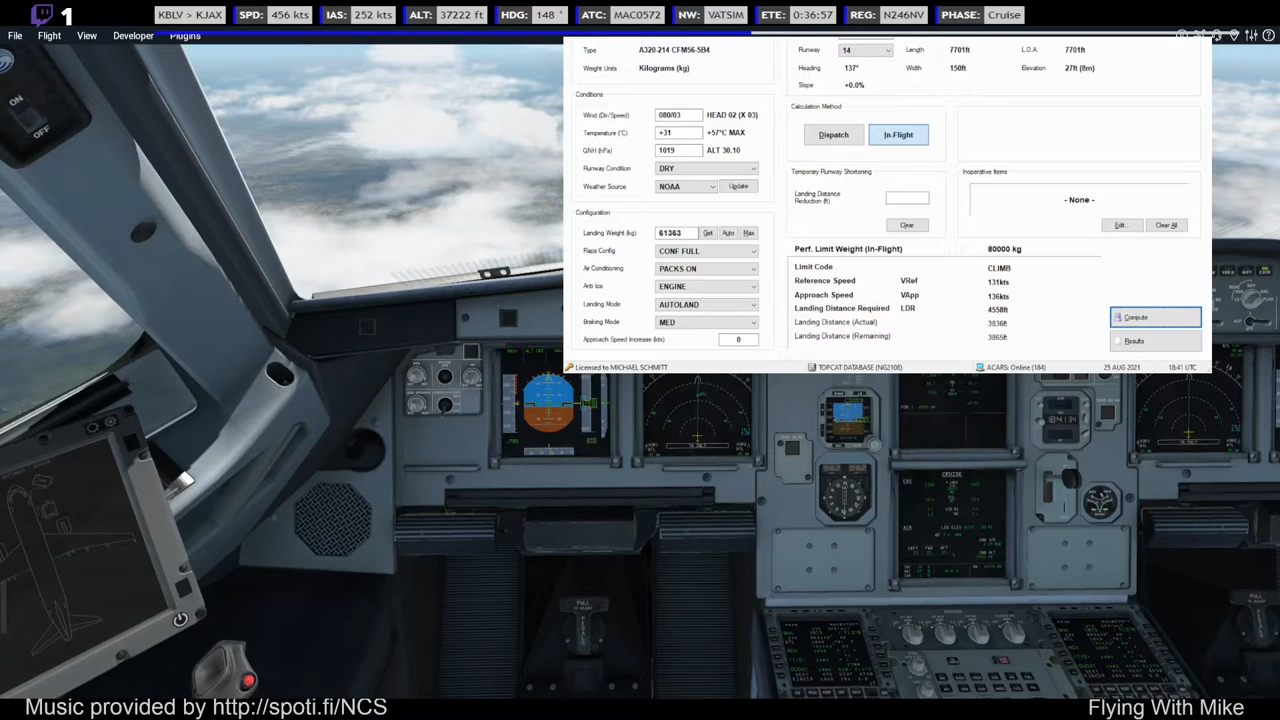 1
KBLV > KJAX
SPD: 456 kts
IAS: 252 kts
ALT: 37222 ft
HDG: 148 °
ATC: MAC0572
NW: VATSIM
ETE: 0:36:57
REG: N246NV
PHASE: Cruise
File Flight View Developer Plugins
Type A320-214 CFM56-5B4
Weight Units Kilograms (kg)
Runway 14 Length 7701ft L.D.A. 7701ft
Heading 137° Width 150ft Elevation 27ft (8m)
Slope +0.0%
Conditions
Wind (Dir/Speed) 080/03 HEAD 02 (X 03)
Temperature (°C) +31 +57°C MAX
QNH (hPa) 1019 ALT 30.10
Runway Condition DRY
Weather Source NOAA Update
Calculation Method
Dispatch In-Flight
Temporary Runway Shortening
Landing Distance
Reduction (ft)
Clear
Inoperative Items
- None -
Edit... Clear All
Configuration
Landing Weight (kg) 61363 Get Auto Max
Flaps Config CONF FULL
Air Conditioning PACKS ON
Anti Ice ENGINE
Landing Mode AUTOLAND
Braking Mode MED
Approach Speed Increase (kts) 0
Perf. Limit Weight (In-Flight) 80000 kg
Limit Code CLIMB
Reference Speed VRef 131kts
Approach Speed VApp 136kts
Landing Distance Required LDR 4558ft
Landing Distance (Actual) 3836ft
Landing Distance (Remaining) 3865ft
Compute
Results
Licensed to MICHAEL SCHMITT
TOPCAT DATABASE (NG2108)
ACARS: Online (184)
25 AUG 2021
18:41 UTC
ON
OFF
CRUISE
PULL
PULL
Music provided by http://spoti.fi/NCS
Flying With Mike